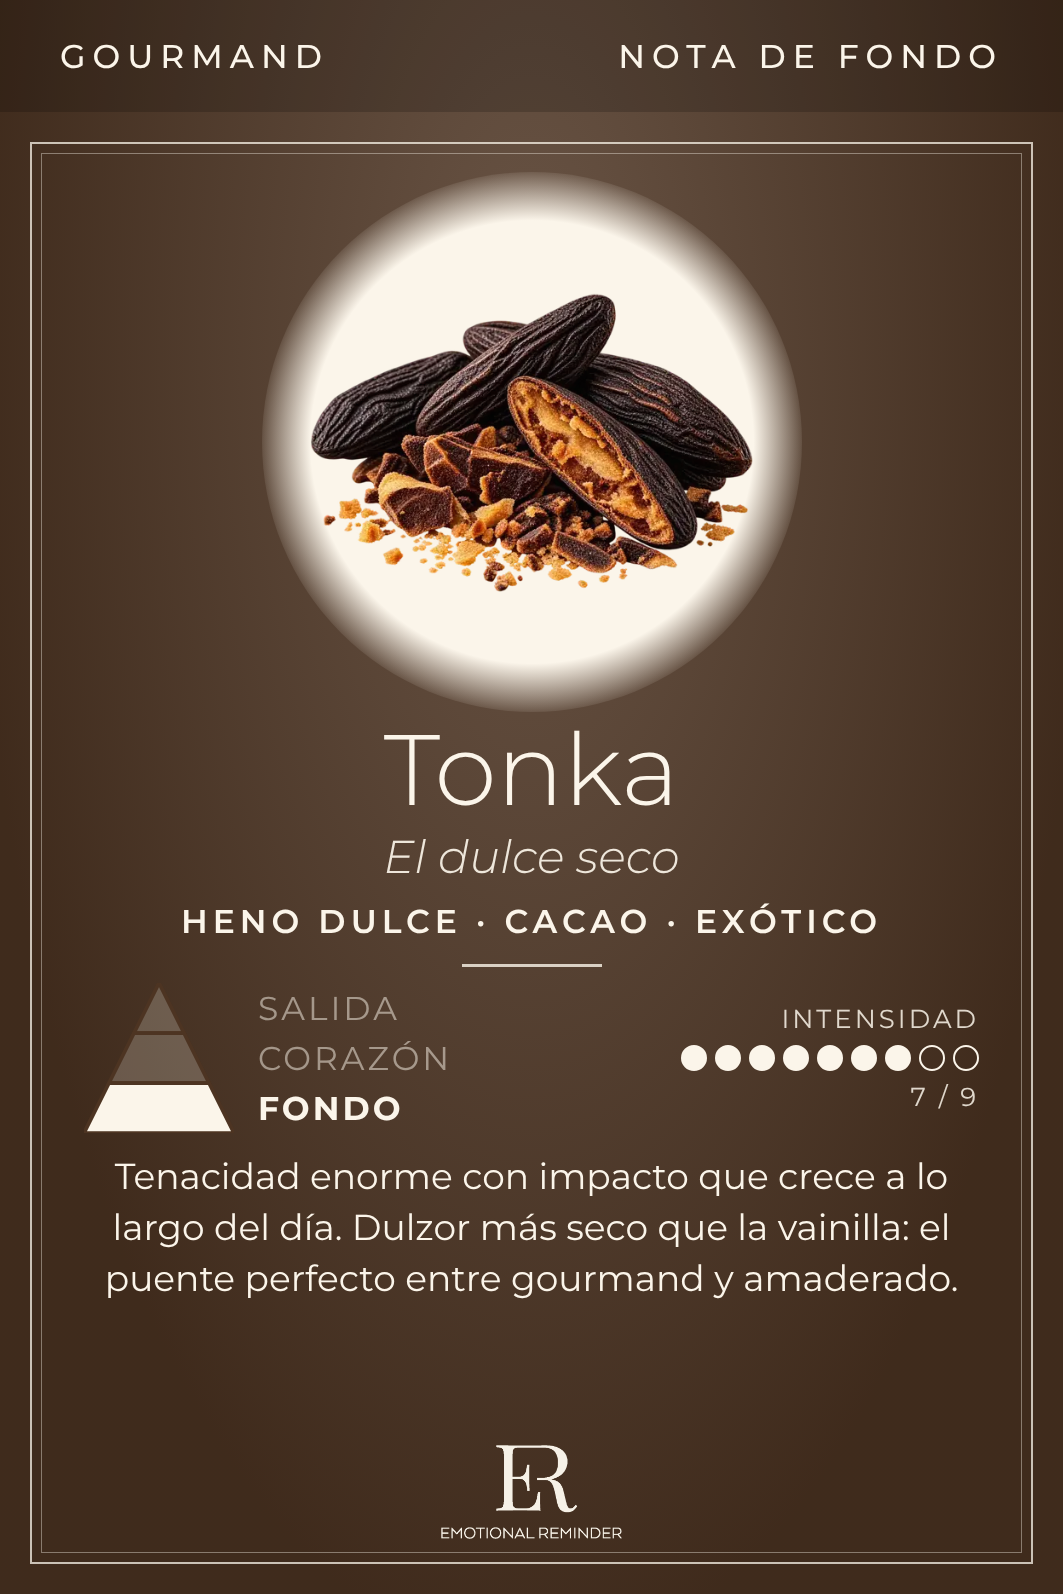 GOURMAND
NOTA DE FONDO
Tonka
El dulce seco
HENO DULCE · CACAO · EXÓTICO
SALIDA
CORAZÓN
FONDO
INTENSIDAD
7 / 9
Tenacidad enorme con impacto que crece a lo
largo del día. Dulzor más seco que la vainilla: el
puente perfecto entre gourmand y amaderado.
ER
EMOTIONAL REMINDER